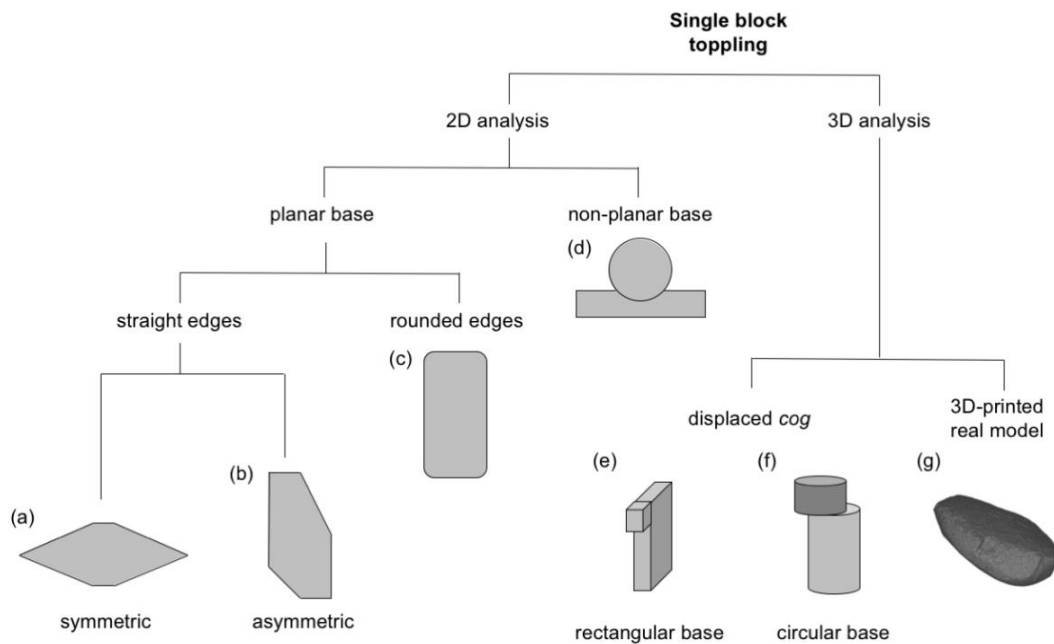 Single block
toppling
2D analysis
3D analysis
planar base
non-planar base
(d)
straight edges
rounded edges
(c)
displaced cog
3D-printed
real model
(b)
(e)
(f)
(g)
(a)
symmetric
asymmetric
rectangular base
circular base